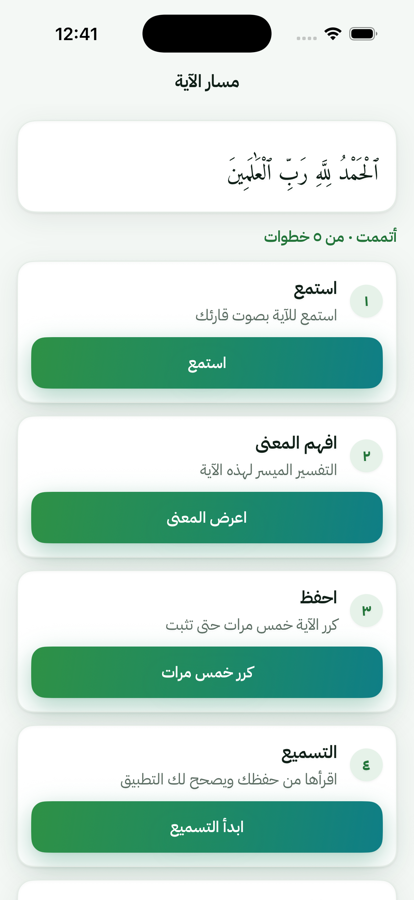 12:41
مسار الآية
ٱلْحَمْدُ لِلَّهِ رَبِّ ٱلْعَٰلَمِينَ
أتممت ٠ من ٥ خطوات
١
استمع
استمع للآية بصوت قارئك
استمع
٢
افهم المعنى
التفسير الميسر لهذه الآية
اعرض المعنى
٣
احفظ
كرر الآية خمس مرات حتى تثبت
كرر خمس مرات
٤
التسميع
اقرأها من حفظك ويصحح لك التطبيق
ابدأ التسميع